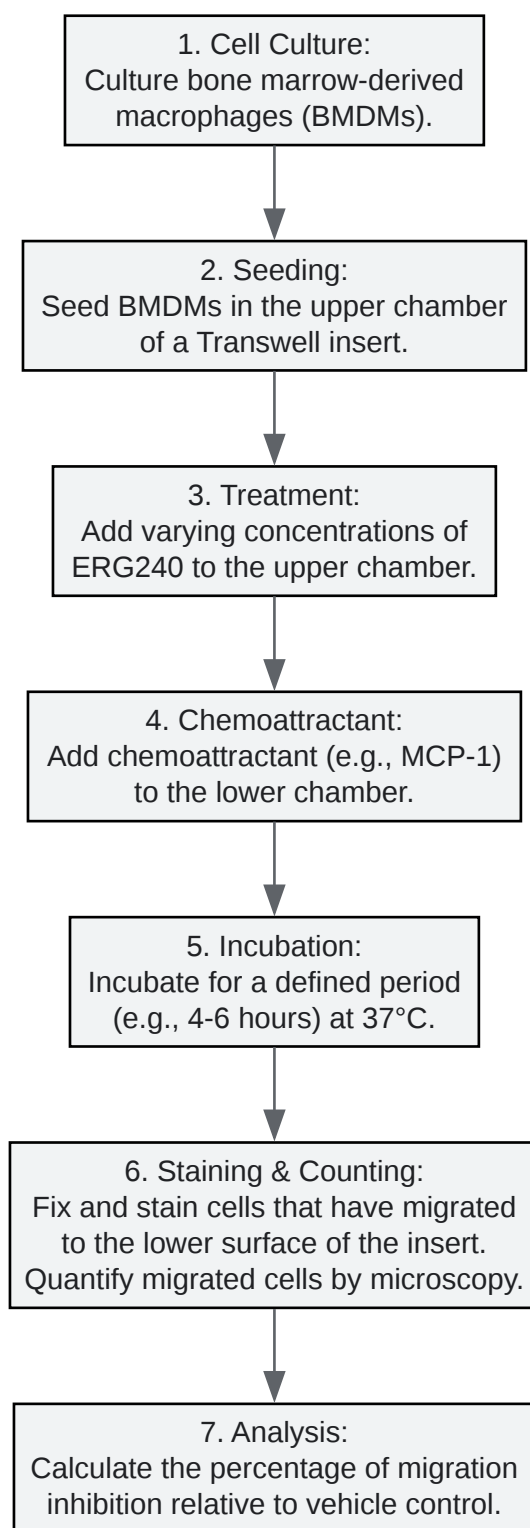 1. Cell Culture:
Culture bone marrow-derived
macrophages (BMDMs).
2. Seeding:
Seed BMDMs in the upper chamber
of a Transwell insert.
3. Treatment:
Add varying concentrations of
ERG240 to the upper chamber.
4. Chemoattractant:
Add chemoattractant (e.g., MCP-1)
to the lower chamber.
5. Incubation:
Incubate for a defined period
(e.g., 4-6 hours) at 37°C.
6. Staining & Counting:
Fix and stain cells that have migrated
to the lower surface of the insert.
Quantify migrated cells by microscopy.
7. Analysis:
Calculate the percentage of migration
inhibition relative to vehicle control.